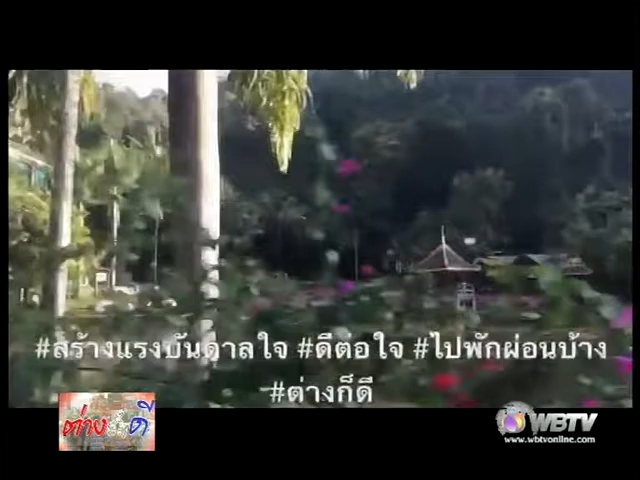 #สร้างแรงบันดาลใจ #ดีต่อใจ #ไปพักผ่อนบ้าง
#ต่างก็ดี
ต่าง ดี
WBTV
www.wbtvonline.com